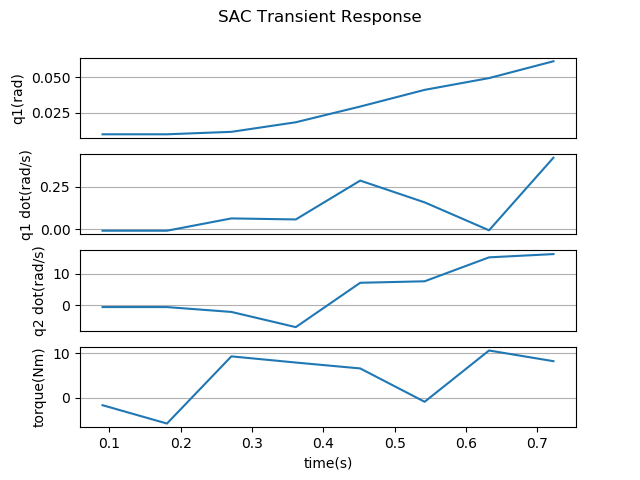 SAC Transient Response
q1(rad)
0.050
0.025
q1 dot(rad/s)
0.25
0.00
q2 dot(rad/s)
10
0
torque(Nm)
10
0
0.1 0.2 0.3 0.4 0.5 0.6 0.7
time(s)